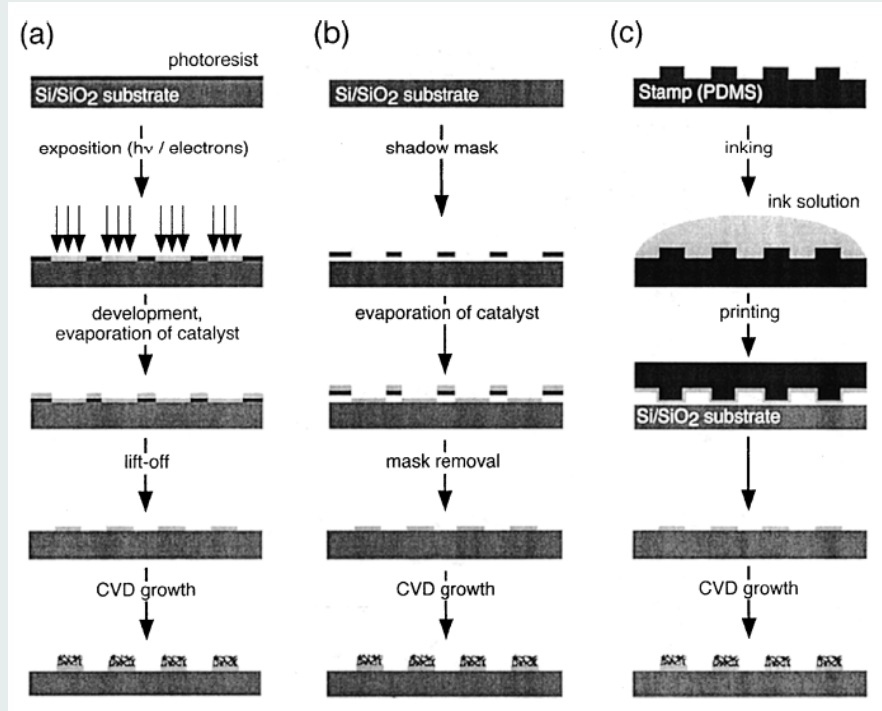 (a)
photoresist
Si/SiO2 substrate
exposition (hν / electrons)
development,
evaporation of catalyst
lift-off
CVD growth
(b)
Si/SiO2 substrate
shadow mask
evaporation of catalyst
mask removal
CVD growth
(c)
Stamp (PDMS)
inking
ink solution
printing
Si/SiO2 substrate
CVD growth